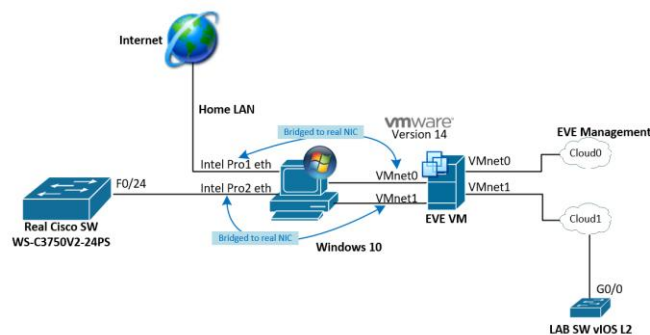 Internet
Home LAN
Bridged to real NIC
vmware®
Version 14
EVE Management
Cloud0
Intel Pro1 eth
VMnet0
VMnet0
F0/24
Intel Pro2 eth
VMnet1
VMnet1
Cloud1
Real Cisco SW
WS-C3750V2-24PS
Bridged to real NIC
Windows 10
EVE VM
G0/0
LAB SW vIOS L2